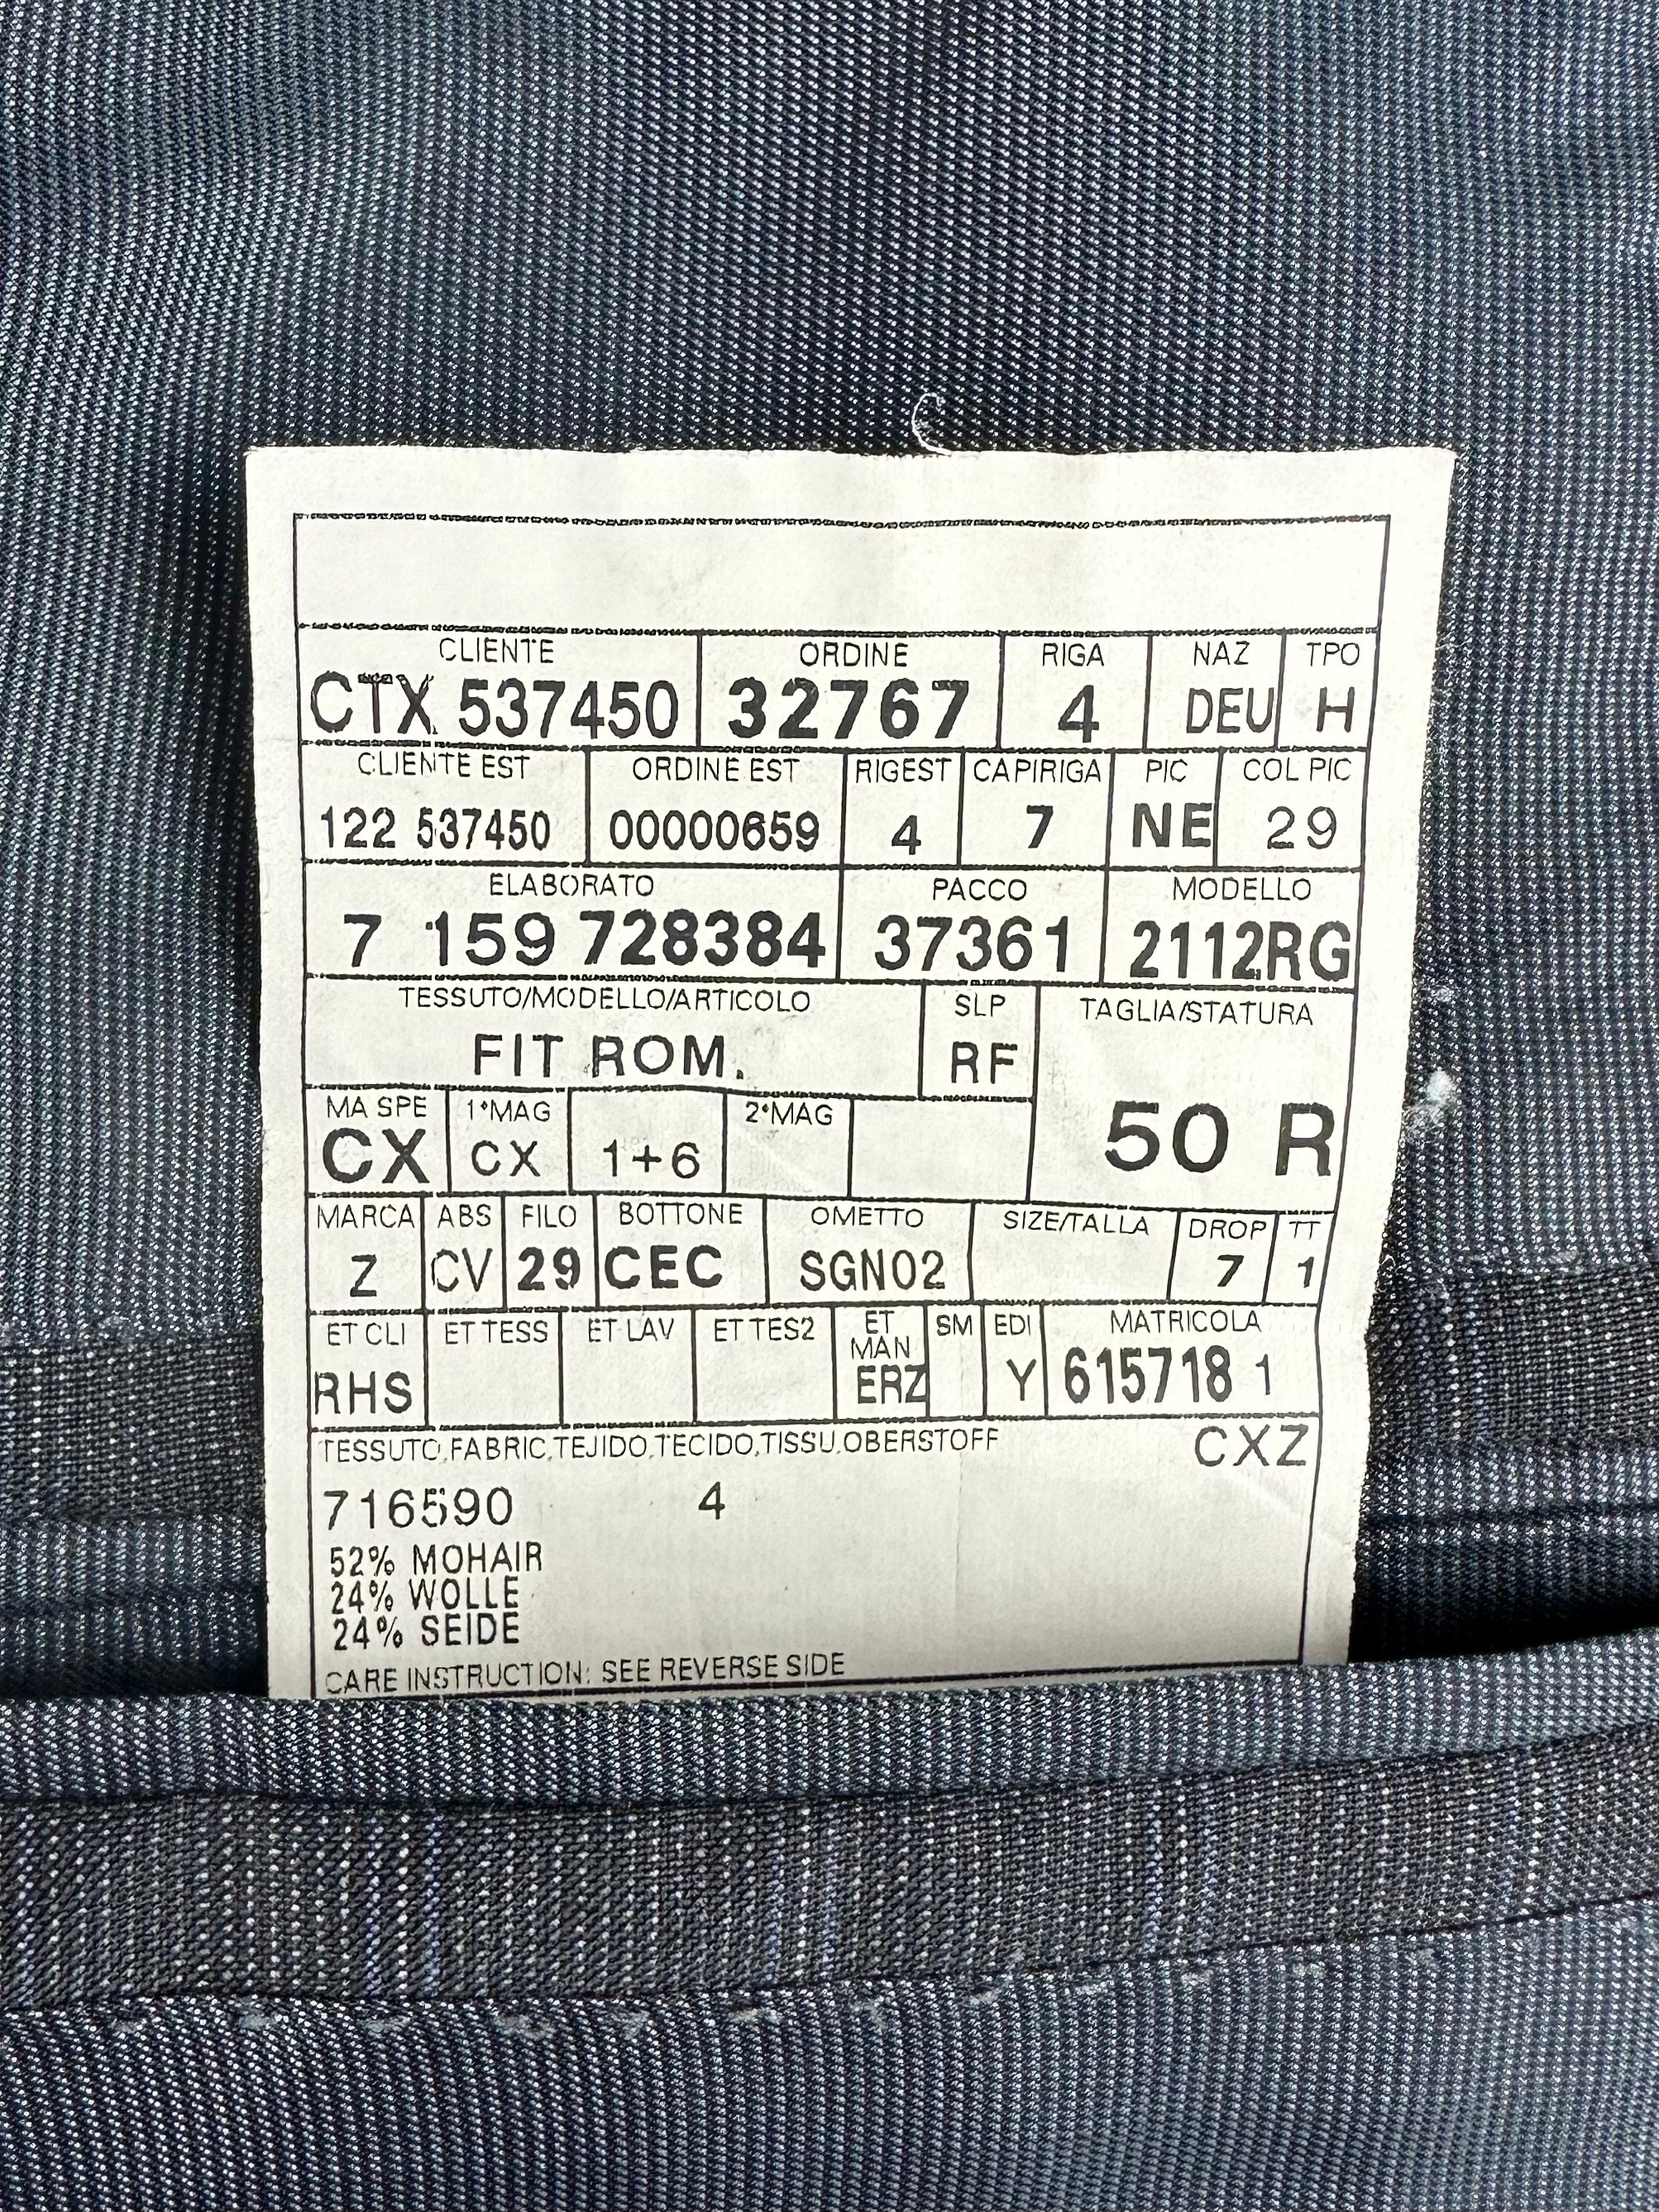 CLIENTE ORDINE RIGA NAZ TPO
CTX 537450 32767 4 DEU H
CLIENTE EST ORDINE EST RIGEST CAPIRIGA PIC COL PIC
122 537450 00000659 4 7 NE 29
ELABORATO PACCO MODELLO
7 159 728384 37361 2112RG
TESSUTO/MODELLO/ARTICOLO SLP TAGLIA/STATURA
FIT ROM. RF
MA SPE 1°MAG 2°MAG
CX CX 1+6 50 R
MARCA ABS FILO BOTTONE OMETTO SIZE/TALLA DROP TT
Z CV 29 CEC SGN02 7 1
ET CLI ET TESS ET LAV ET TES2 ET MAN SM EDI MATRICOLA
RHS ERZ Y 615718 1
TESSUTO,FABRIC,TEJIDO,TECIDO,TISSU,OBERSTOFF CXZ
716590 4
52% MOHAIR
24% WOLLE
24% SEIDE
CARE INSTRUCTION: SEE REVERSE SIDE